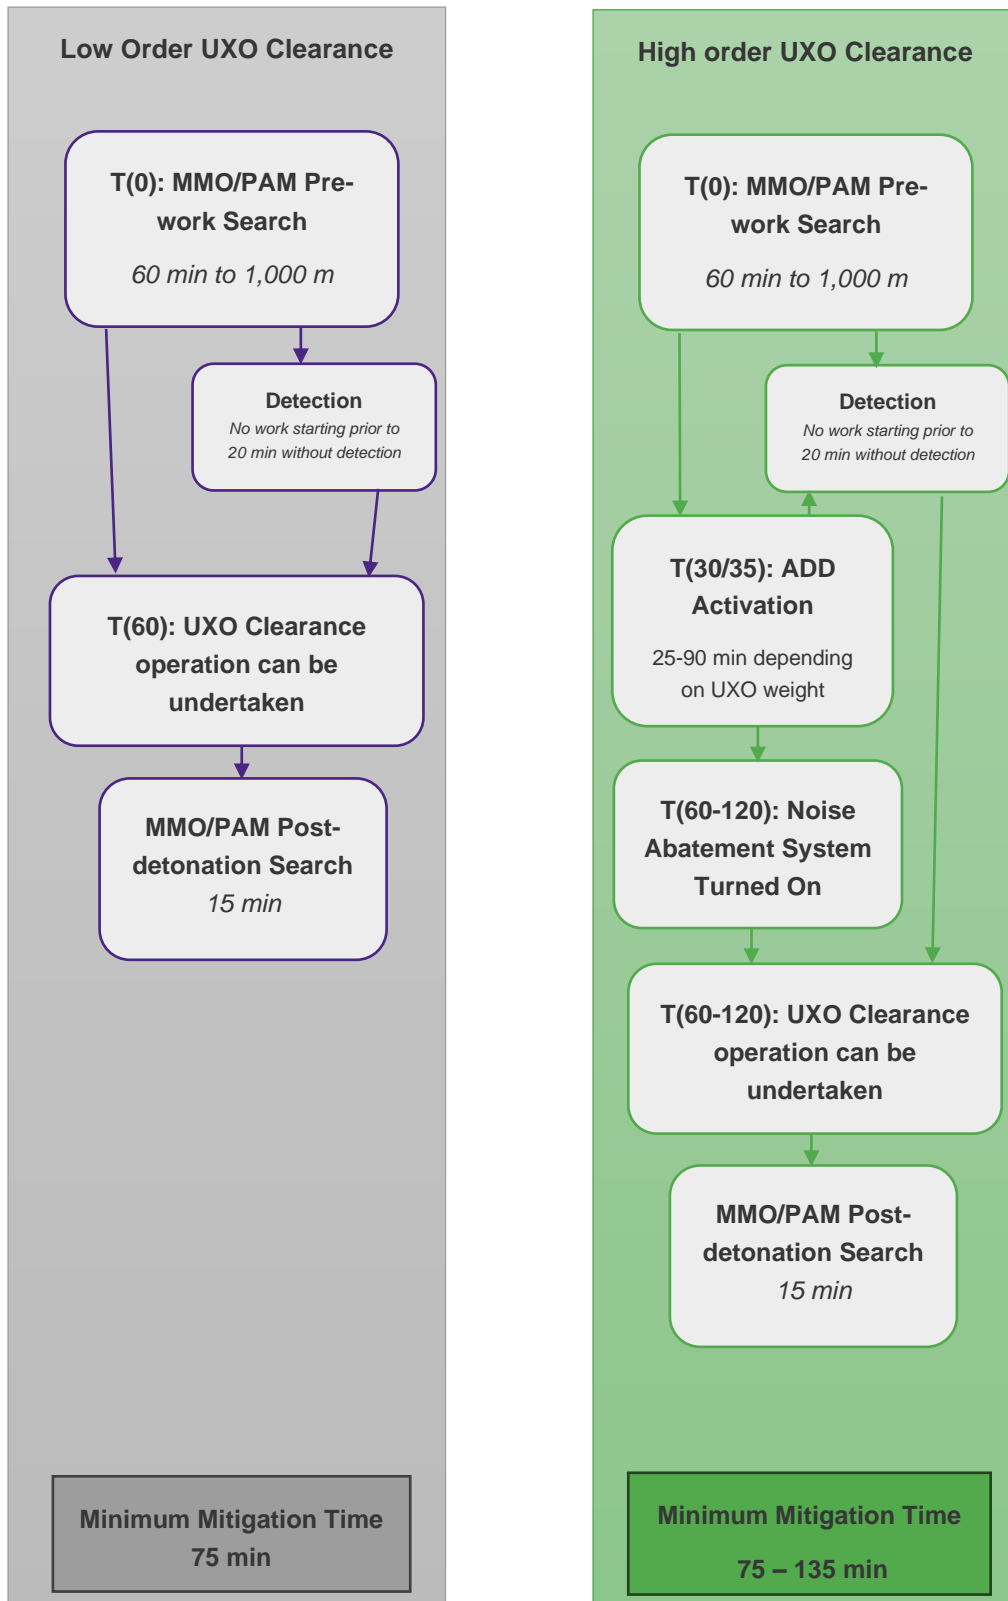 Low Order UXO Clearance
T(0): MMO/PAM Pre-
work Search
60 min to 1,000 m
Detection
No work starting prior to
20 min without detection
T(60): UXO Clearance
operation can be
undertaken
MMO/PAM Post-
detonation Search
15 min
Minimum Mitigation Time
75 min
High order UXO Clearance
T(0): MMO/PAM Pre-
work Search
60 min to 1,000 m
Detection
No work starting prior to
20 min without detection
T(30/35): ADD
Activation
25-90 min depending
on UXO weight
T(60-120): Noise
Abatement System
Turned On
T(60-120): UXO Clearance
operation can be
undertaken
MMO/PAM Post-
detonation Search
15 min
Minimum Mitigation Time
75 – 135 min